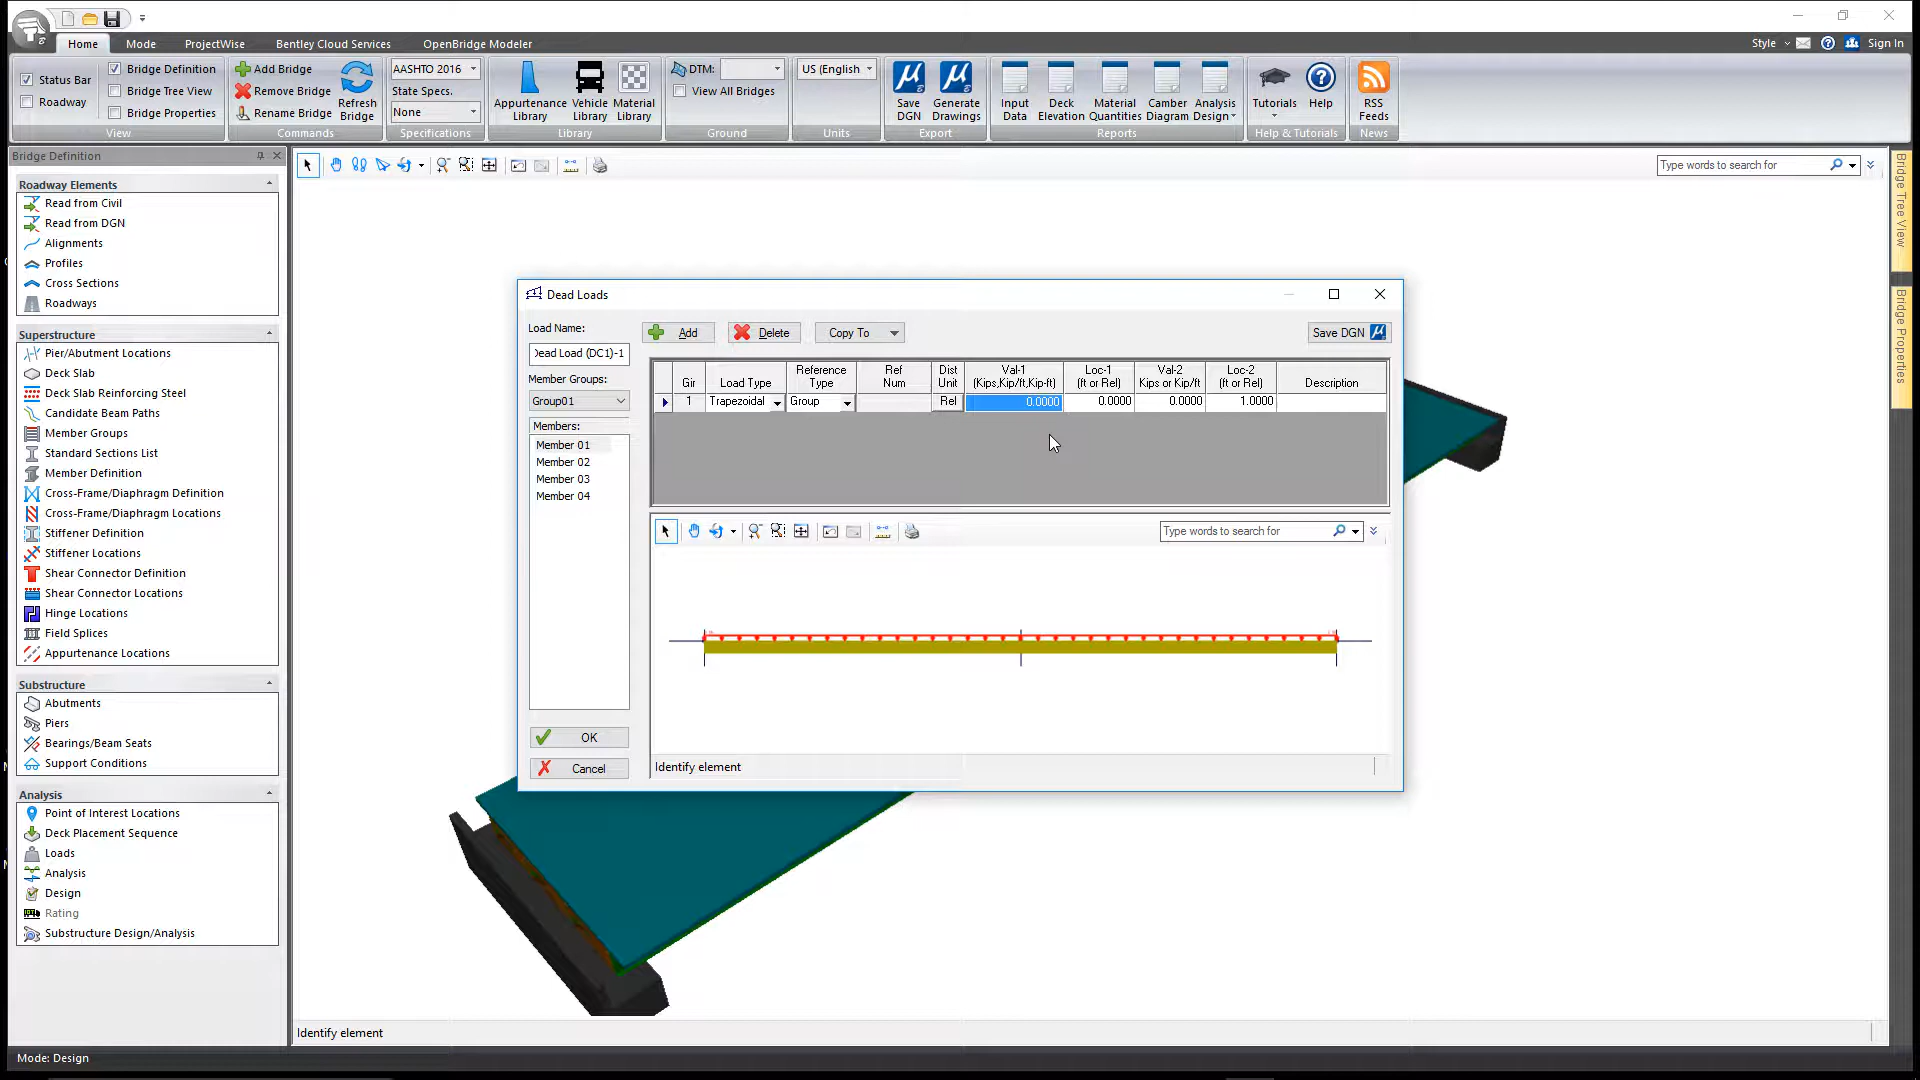 Home
Mode
ProjectWise
Bentley Cloud Services
OpenBridge Modeler
Style
Sign In
Status Bar
Roadway
Bridge Definition
Bridge Tree View
Bridge Properties
View
Add Bridge
Remove Bridge
Rename Bridge
Refresh
Bridge
Commands
AASHTO 2016
State Specs.
None
Specifications
Appurtenance
Library
Vehicle
Library
Material
Library
Library
DTM:
View All Bridges
Ground
US (English
Units
Save
DGN
Generate
Drawings
Export
Input
Data
Deck
Elevation
Material
Quantities
Camber
Diagram
Analysis
Design
Reports
Tutorials
Help
Help & Tutorials
RSS
Feeds
News
Bridge Definition
Roadway Elements
Read from Civil
Read from DGN
Alignments
Profiles
Cross Sections
Roadways
Superstructure
Pier/Abutment Locations
Deck Slab
Deck Slab Reinforcing Steel
Candidate Beam Paths
Member Groups
Standard Sections List
Member Definition
Cross-Frame/Diaphragm Definition
Cross-Frame/Diaphragm Locations
Stiffener Definition
Stiffener Locations
Shear Connector Definition
Shear Connector Locations
Hinge Locations
Field Splices
Appurtenance Locations
Substructure
Abutments
Piers
Bearings/Beam Seats
Support Conditions
Analysis
Point of Interest Locations
Deck Placement Sequence
Loads
Analysis
Design
Rating
Substructure Design/Analysis
Type words to search for
Bridge Tree View
Bridge Properties
Dead Loads
Load Name:
Dead Load (DC1)-1
Member Groups:
Group01
Members:
Member 01
Member 02
Member 03
Member 04
OK
Cancel
Add
Delete
Copy To
Save DGN
Gir
Load Type
Reference
Type
Ref
Num
Dist
Unit
Val-1
(Kips,Kip/ft,Kip-ft)
Loc-1
(ft or Rel)
Val-2
Kips or Kip/ft
Loc-2
(ft or Rel)
Description
1 Trapezoidal Group Rel 0.0000 0.0000 0.0000 1.0000
Type words to search for
Identify element
Identify element
Mode: Design